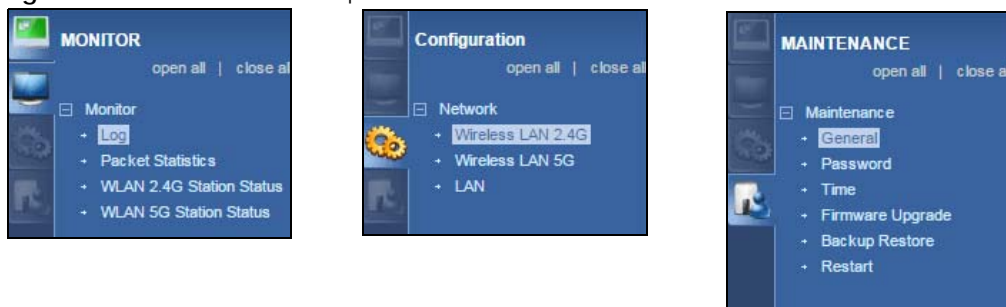 MONITOR
open all | close al
Monitor
Log
Packet Statistics
WLAN 2.4G Station Status
WLAN 5G Station Status
Configuration
open all | close all
Network
Wireless LAN 2.4G
Wireless LAN 5G
LAN
MAINTENANCE
open all | close a
Maintenance
General
Password
Time
Firmware Upgrade
Backup Restore
Restart